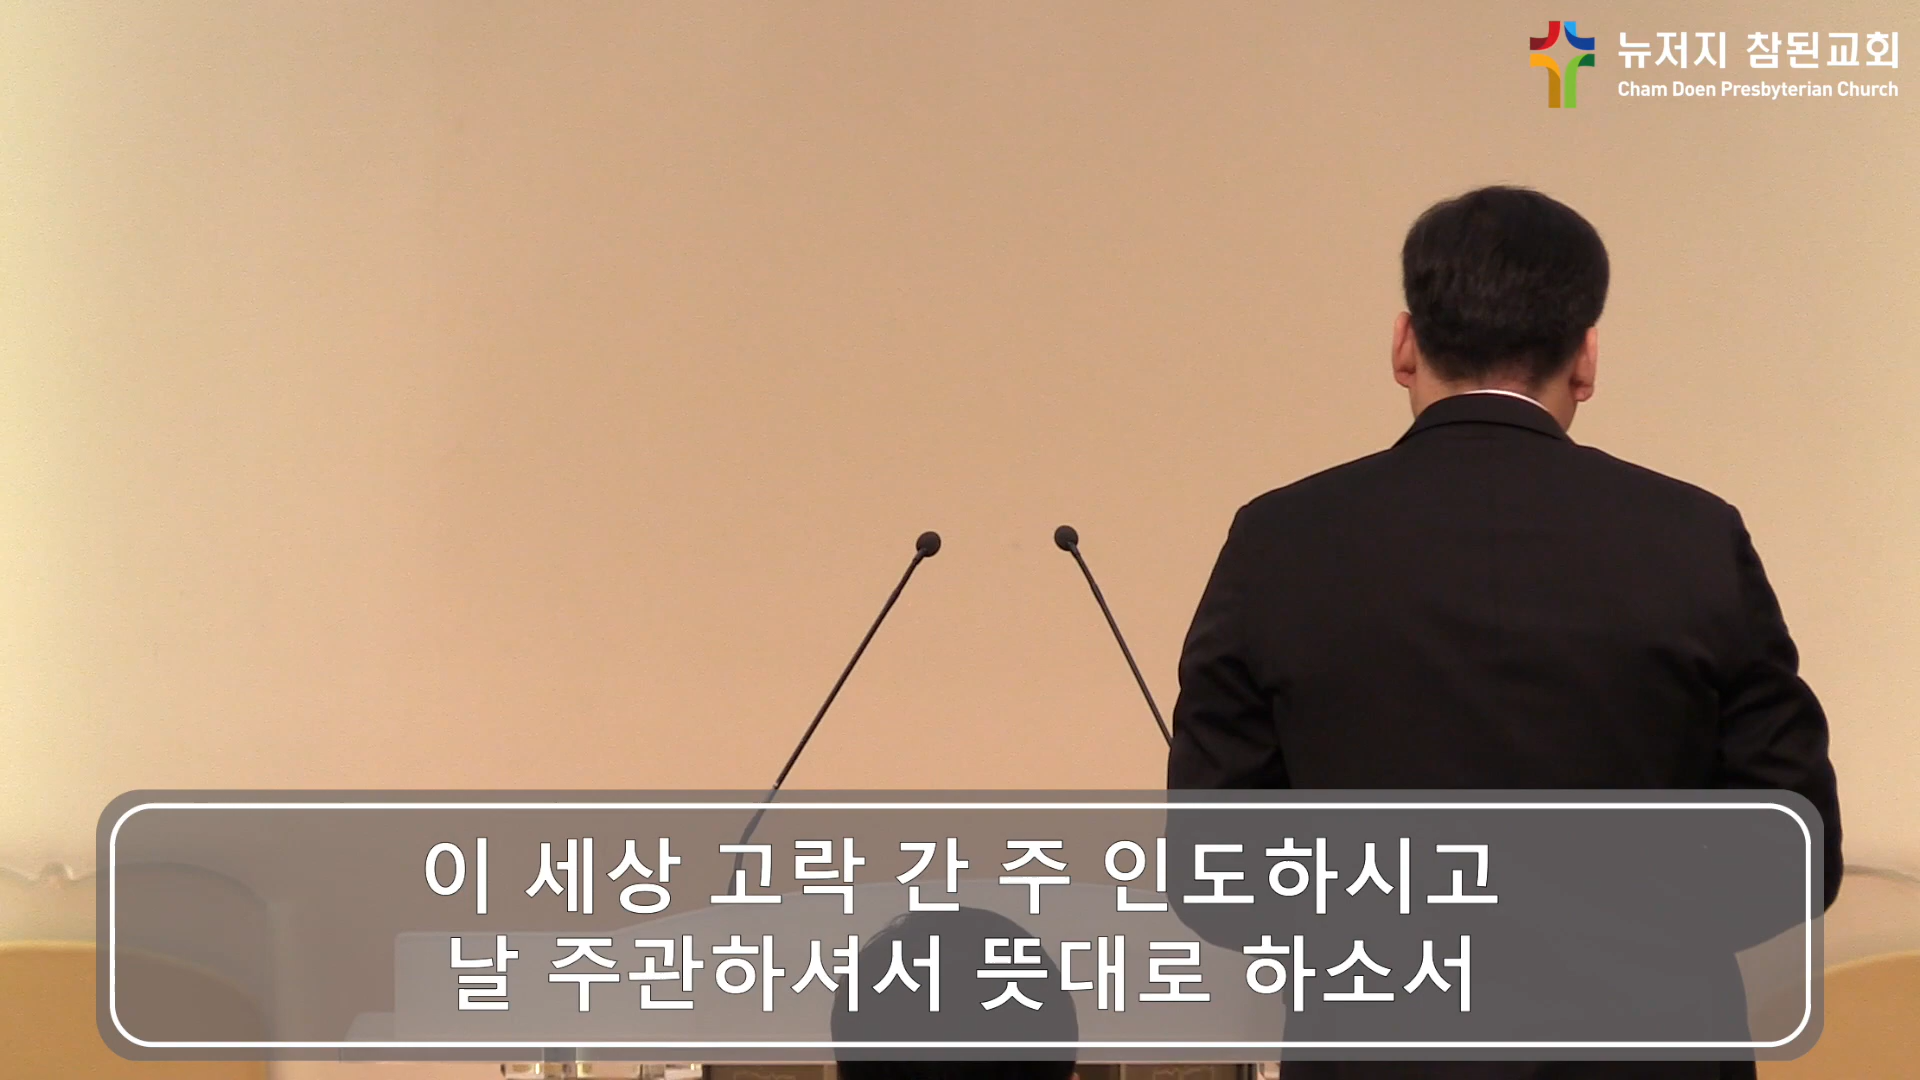 뉴저지 참된교회
Cham Doen Presbyterian Church
이 세상 고락 간 주 인도하시고
날 주관하셔서 뜻대로 하소서